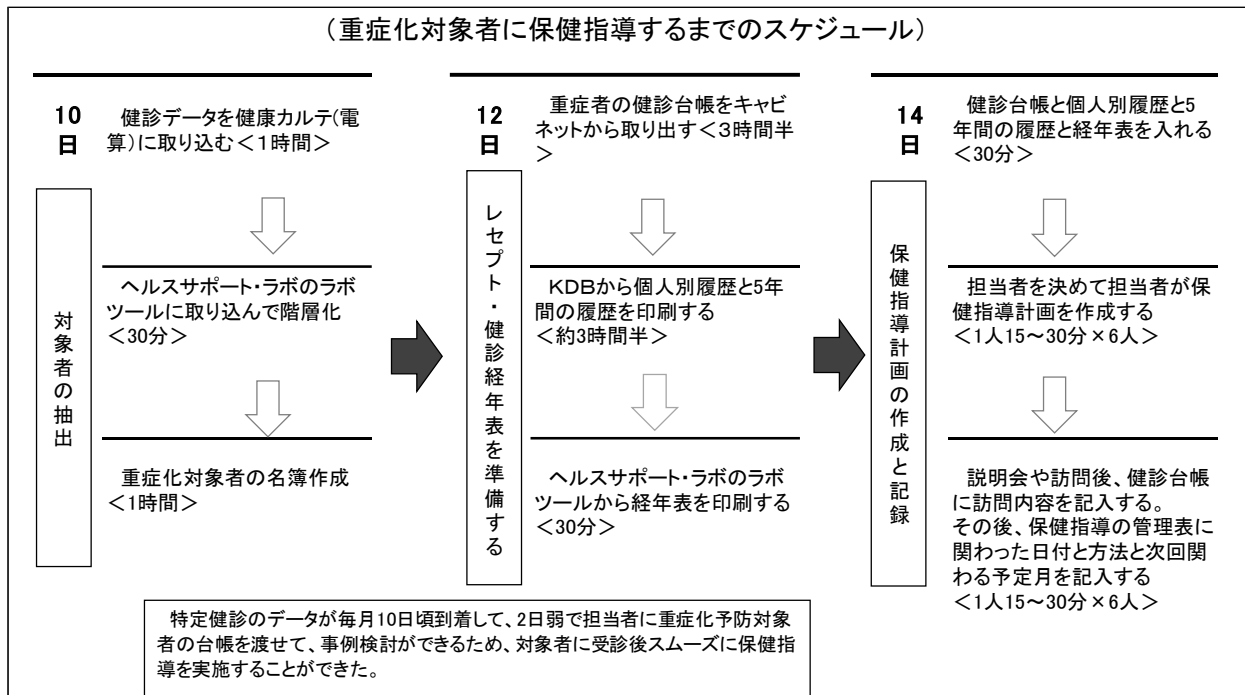 (重症化対象者に保健指導するまでのスケジュール)
10
日
健診データを健康カルテ(電
算)に取り込む<1時間>
対象者の抽出
ヘルスサポート・ラボのラボ
ツールに取り込んで階層化
<30分>
重症化対象者の名簿作成
<1時間>
12
日
重症者の健診台帳をキャビ
ネットから取り出す<3時間半
>
レセプト・健診経年表を準備する
KDBから個人別履歴と5年
間の履歴を印刷する
<約3時間半>
ヘルスサポート・ラボのラボ
ツールから経年表を印刷する
<30分>
14
日
健診台帳と個人別履歴と5
年間の履歴と経年表を入れる
<30分>
保健指導計画の作成と記録
担当者を決めて担当者が保
健指導計画を作成する
<1人15~30分×6人>
説明会や訪問後、健診台帳
に訪問内容を記入する。
その後、保健指導の管理表に
関わった日付と方法と次回関
わる予定月を記入する
<1人15~30分×6人>
特定健診のデータが毎月10日頃到着して、2日弱で担当者に重症化予防対象
者の台帳を渡せて、事例検討ができるため、対象者に受診後スムーズに保健指
導を実施することができた。